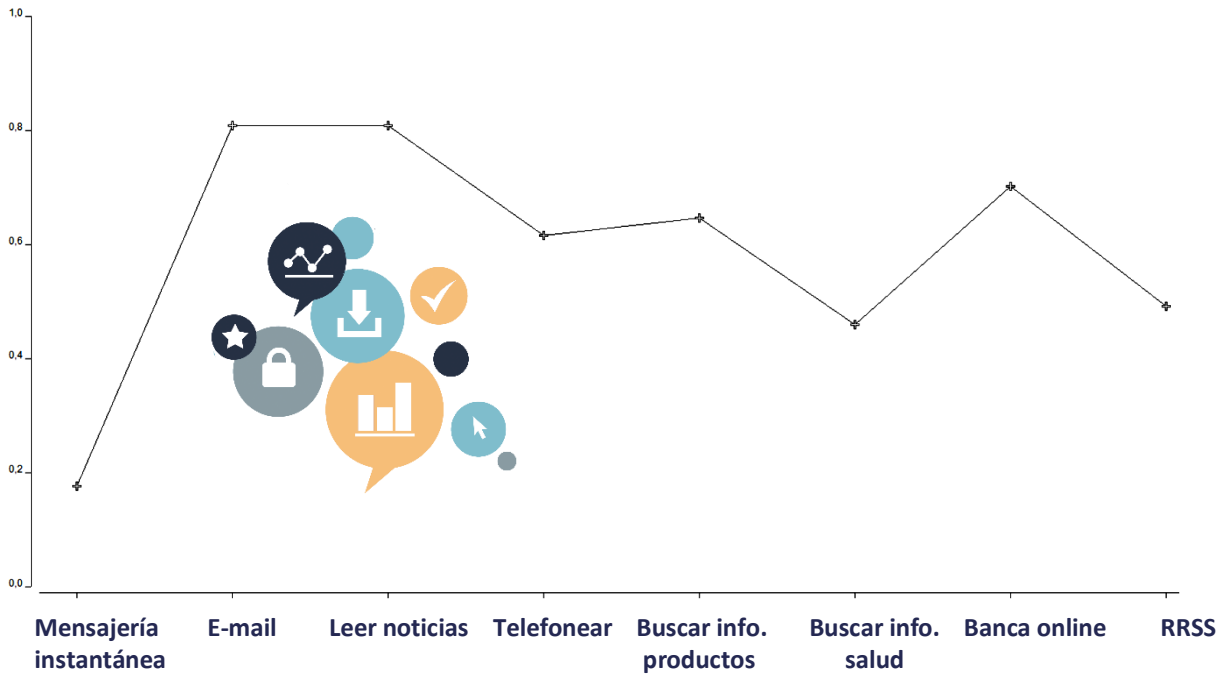 1,0
0,8
0,6
0,4
0,2
0,0
Mensajería instantánea
E-mail
Leer noticias
Telefonear
Buscar info. productos
Buscar info. salud
Banca online
RRSS